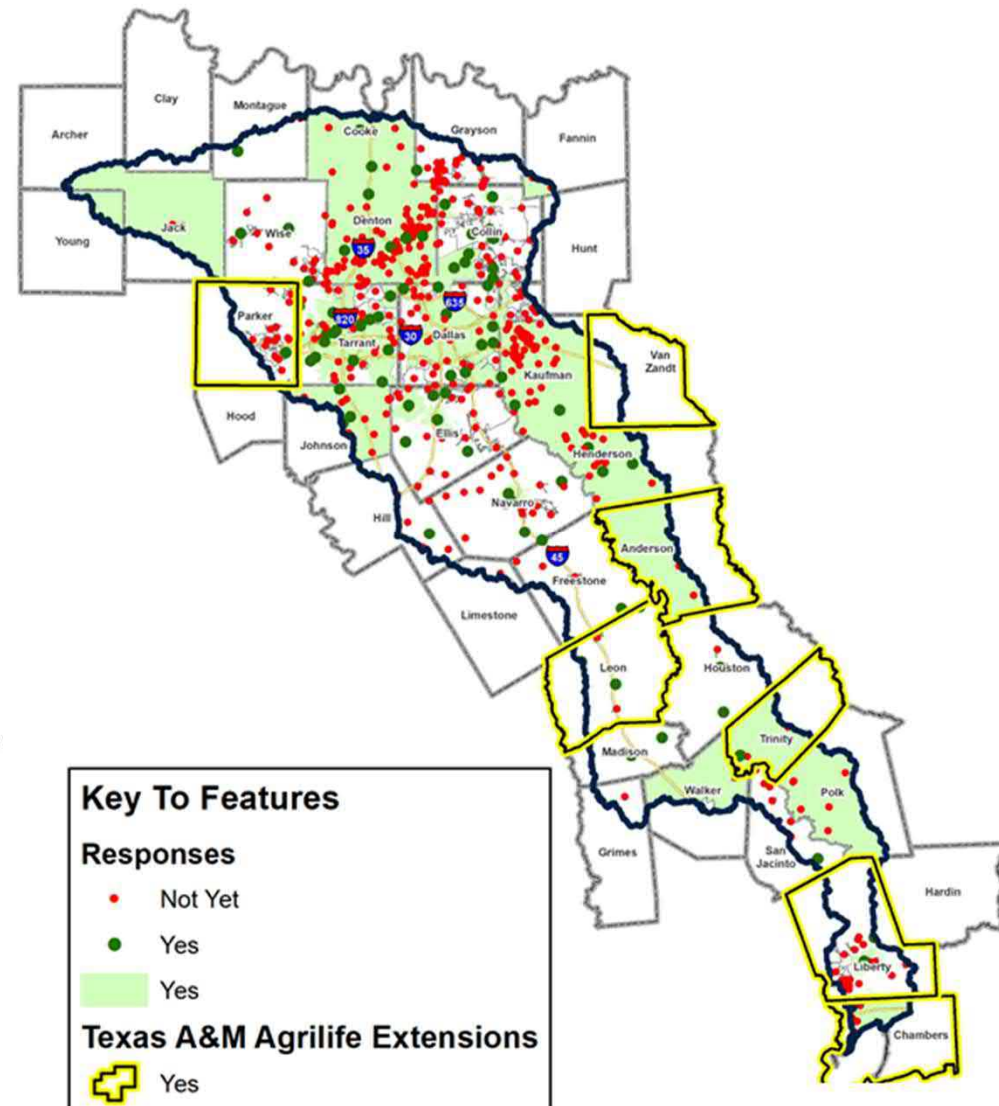 Clay
Montague
Cooke
Grayson
Archer
Fannin
Jack
Wise
Denton
Collin
Young
Hunt
35
Parker
820
635
30
Tarrant
Dallas
Kaufman
Van
Zandt
Hood
Johnson
Ellis
Henderson
Hill
Navarro
Anderson
45
Freestone
Limestone
Leon
Houston
Trinity
Madison
Walker
Polk
Grimes
San
Jacinto
Hardin
Liberty
Chambers
Key To Features
Responses
Not Yet
Yes
Yes
Texas A&M Agrilife Extensions
Yes